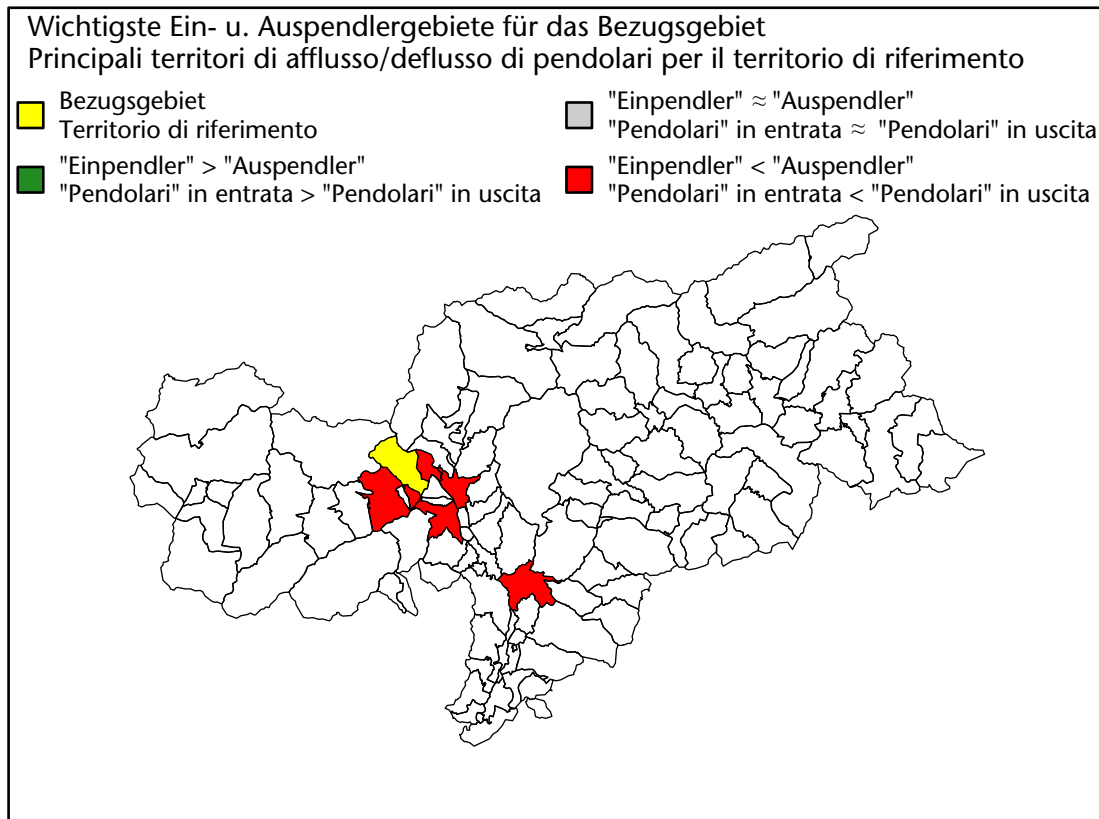 Wichtigste Ein- u. Auspendlergebiete für das Bezugsgebiet
Principali territori di afflusso/deflusso di pendolari per il territorio di riferimento
Bezugsgebiet
Territorio di riferimento
"Einpendler" > "Auspendler"
"Pendolari" in entrata > "Pendolari" in uscita
"Einpendler" ≈ "Auspendler"
"Pendolari" in entrata ≈ "Pendolari" in uscita
"Einpendler" < "Auspendler"
"Pendolari" in entrata < "Pendolari" in uscita